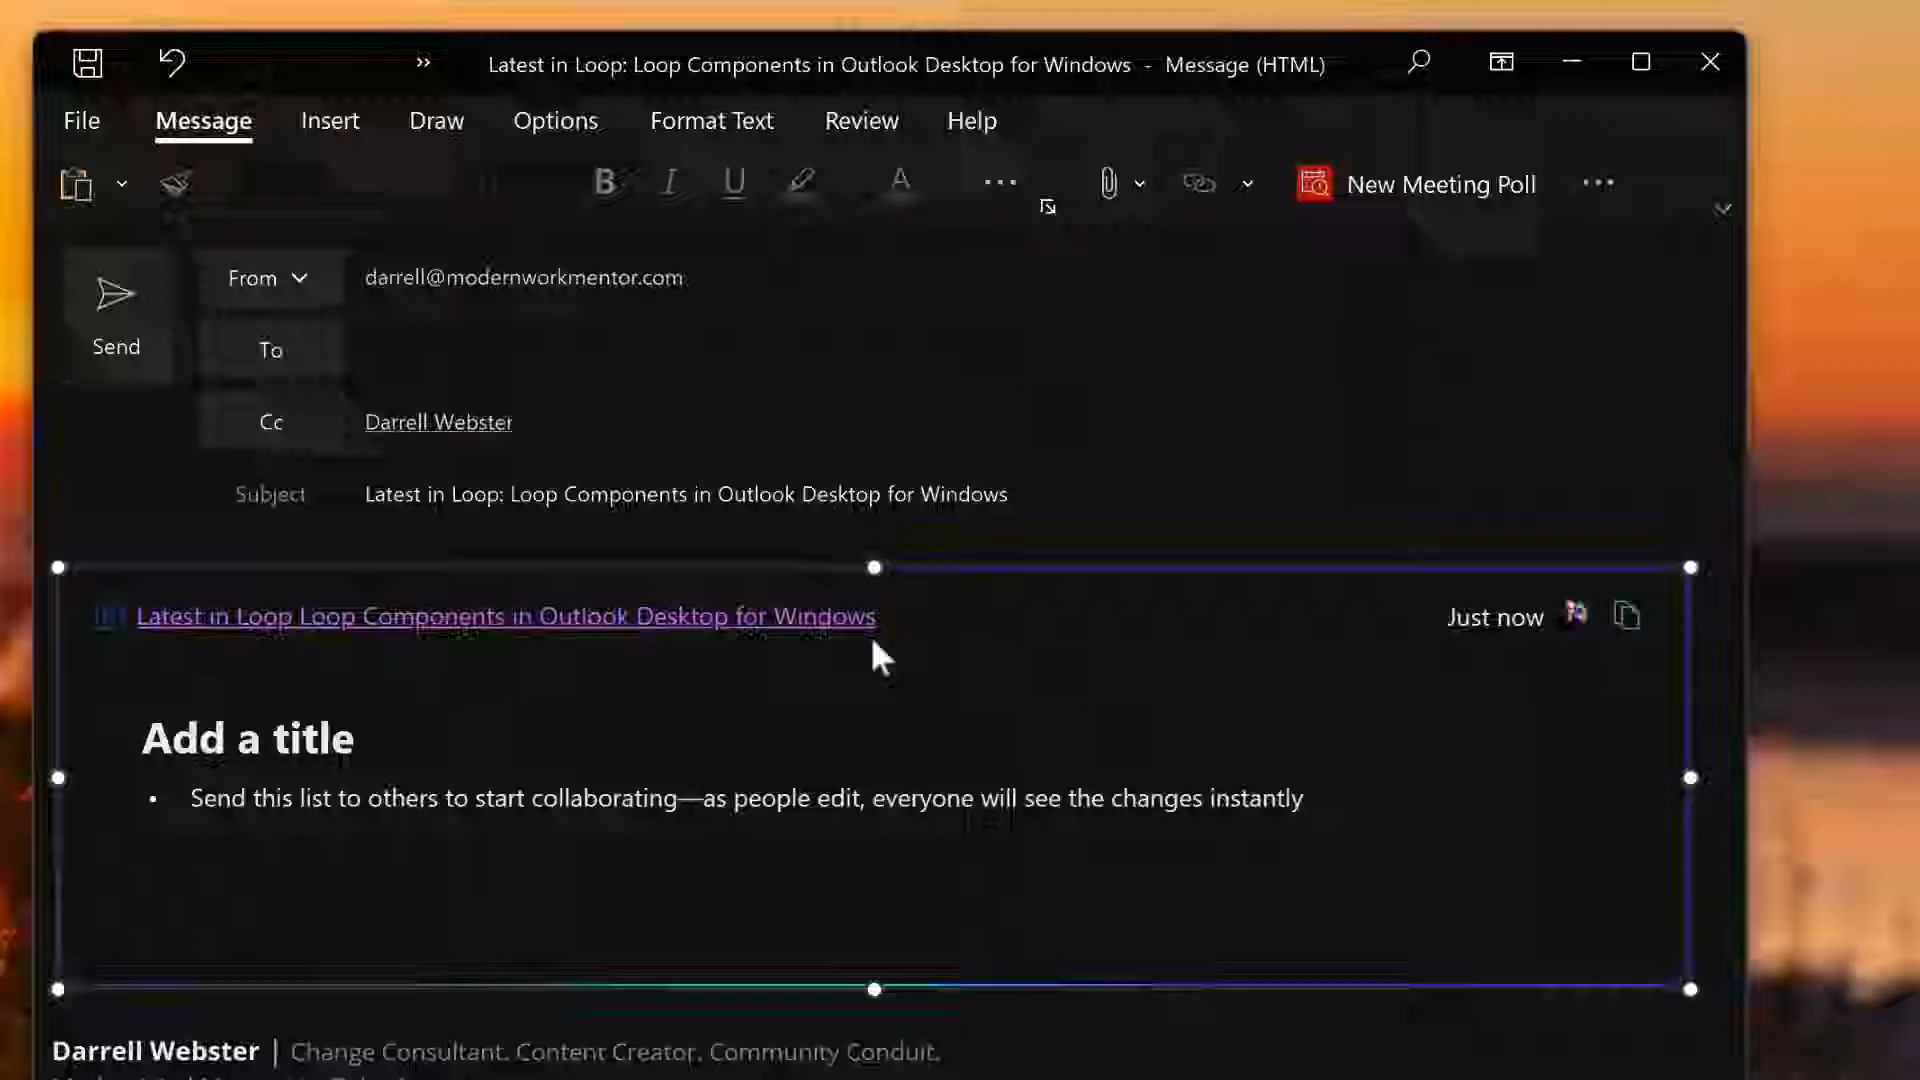 Latest in Loop: Loop Components in Outlook Desktop for Windows - Message (HTML)
File Message Insert Draw Options Format Text Review Help
B I U A New Meeting Poll
From darrell@modernworkmentor.com
Send
To
Cc Darrell Webster
Subject Latest in Loop: Loop Components in Outlook Desktop for Windows
Latest in Loop Loop Components in Outlook Desktop for Windows Just now
Add a title
• Send this list to others to start collaborating—as people edit, everyone will see the changes instantly
Darrell Webster | Change Consultant. Content Creator. Community Conduit.